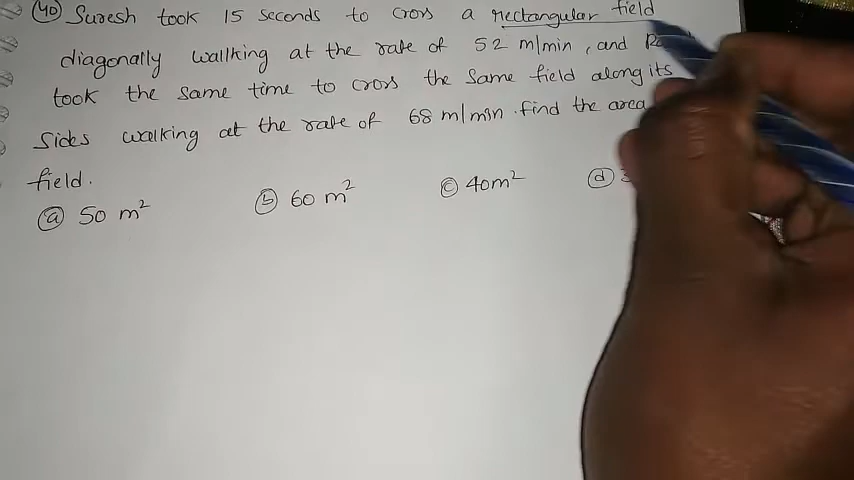 40 Suresh took 15 seconds to cross a rectangular field
diagonally wallking at the rate of 52 m/min, and
took the same time to cross the same field along its
sides walking at the rate of 68 m/min. find the area
field.
a 50 m² b 60 m² c 40m² d